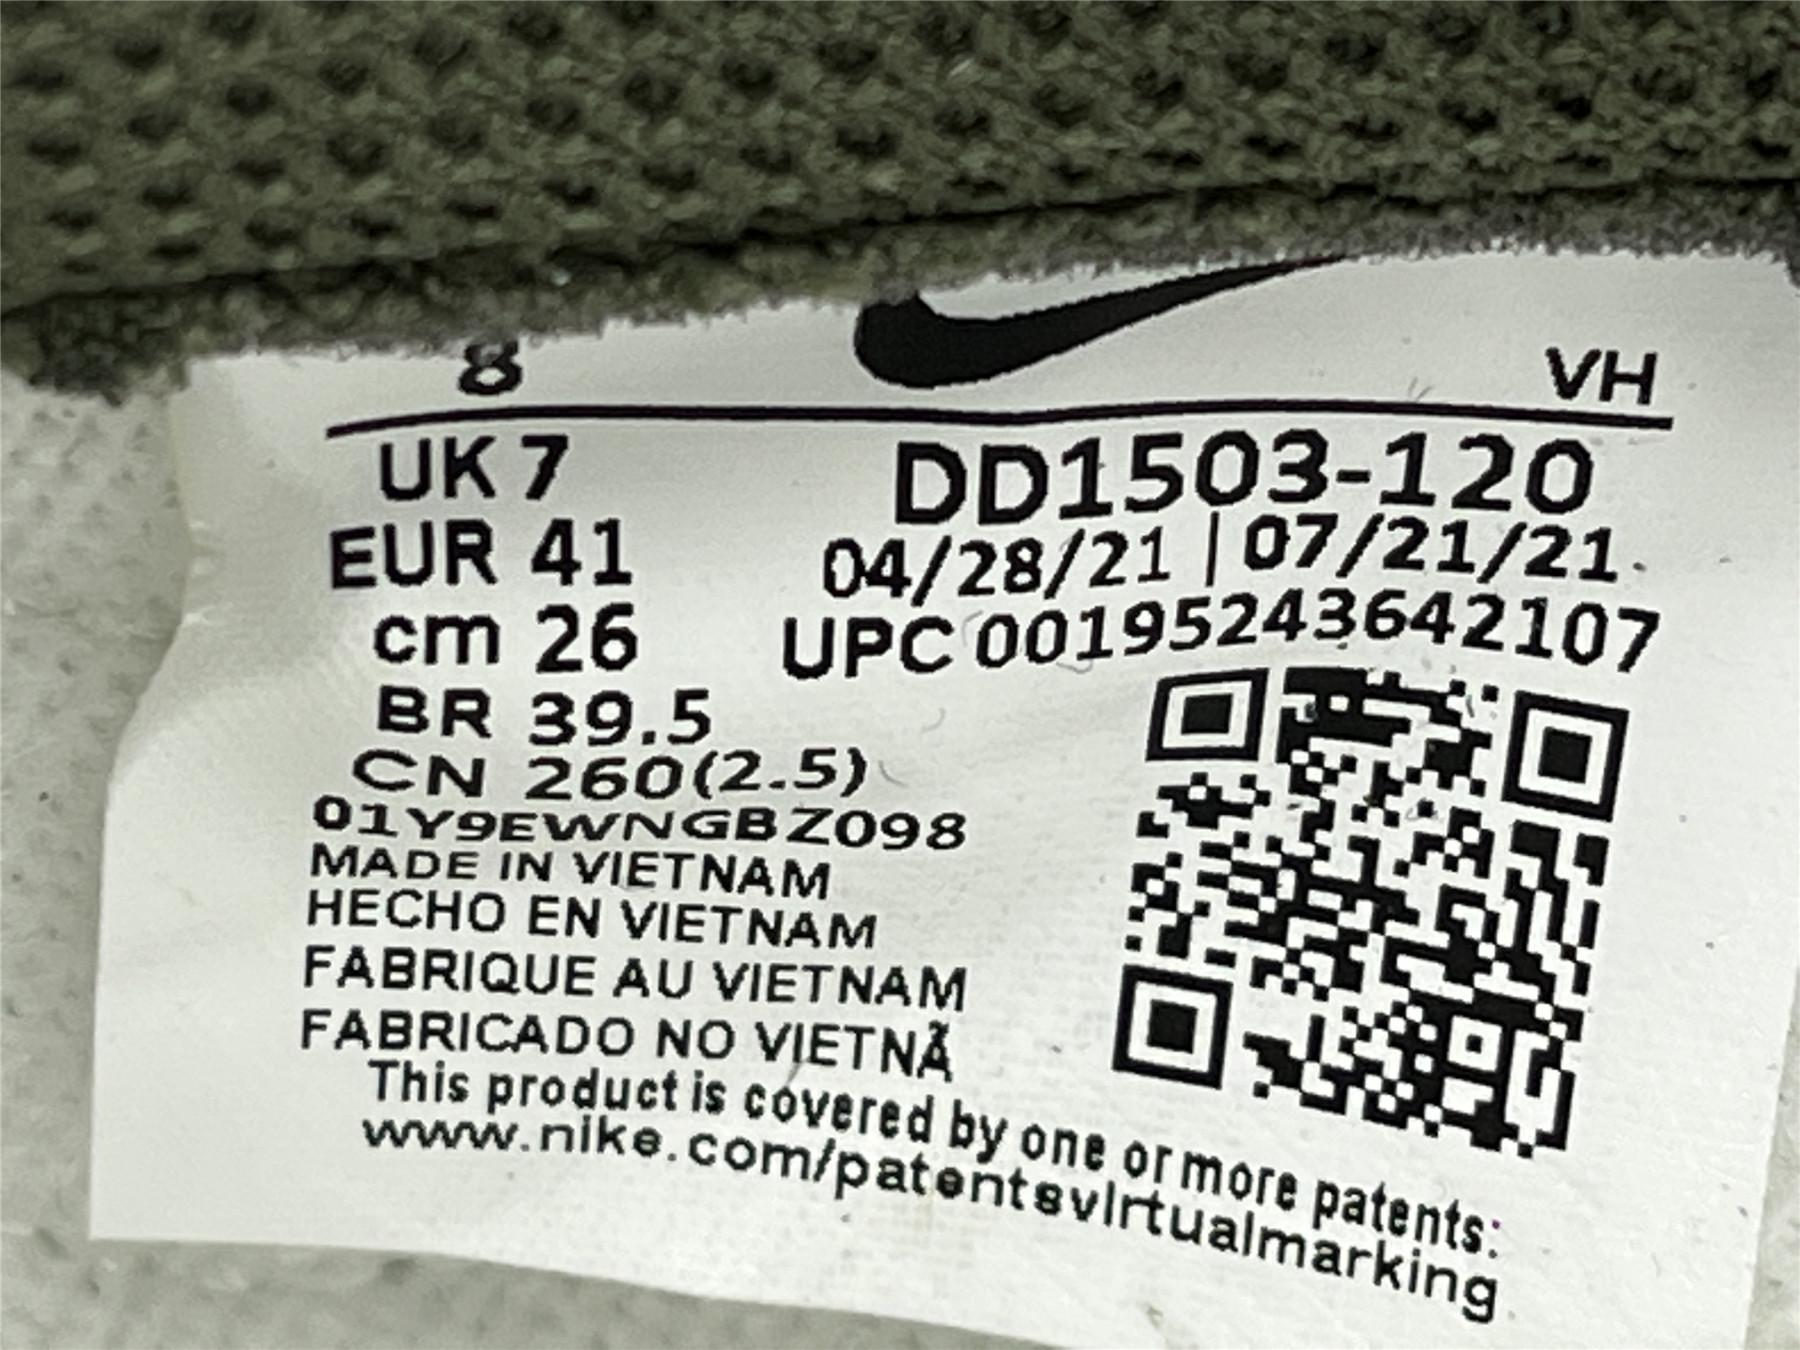 8
VH
UK 7
DD1503-120
EUR 41
04/28/21 | 07/21/21
cm 26
UPC 00195243642107
BR 39.5
CN 260(2.5)
01Y9EWNGBZ098
MADE IN VIETNAM
HECHO EN VIETNAM
FABRIQUE AU VIETNAM
FABRICADO NO VIETNÃ
This product is covered by one or more patents:
www.nike.com/patentsvirtualmarking